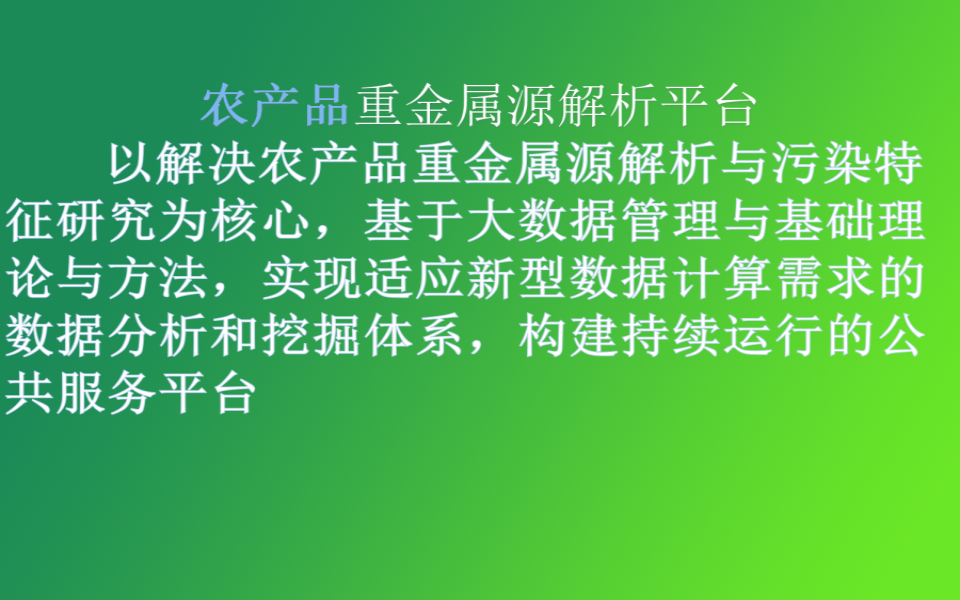 农产品重金属源解析平台
以解决农产品重金属源解析与污染特
征研究为核心，基于大数据管理与基础理
论与方法，实现适应新型数据计算需求的
数据分析和挖掘体系，构建持续运行的公
共服务平台